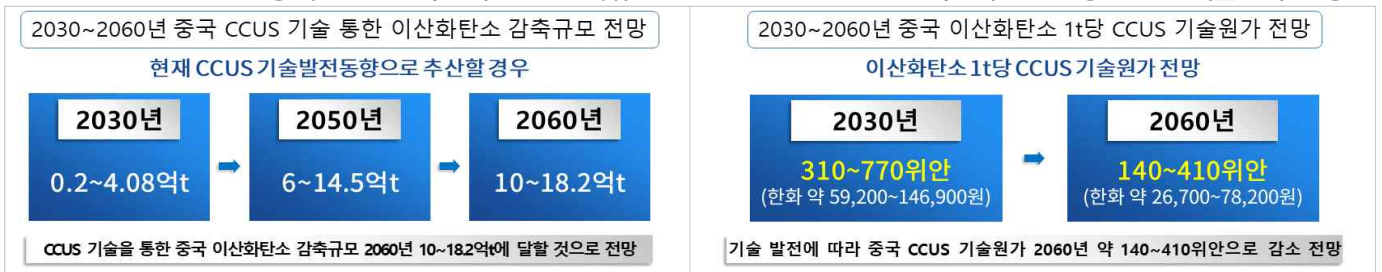 2030~2060년 중국 CCUS 기술 통한 이산화탄소 감축규모 전망
현재 CCUS 기술발전동향으로 추산할 경우
2030년
0.2~4.08억t
2050년
6~14.5억t
2060년
10~18.2억t
CCUS 기술을 통한 중국 이산화탄소 감축규모 2060년 10~18.2억t에 달할 것으로 전망
2030~2060년 중국 이산화탄소 1t당 CCUS 기술원가 전망
이산화탄소 1t당 CCUS 기술원가 전망
2030년
310~770위안
(한화 약 59,200~146,900원)
2060년
140~410위안
(한화 약 26,700~78,200원)
기술 발전에 따라 중국 CCUS 기술원가 2060년 약 140~410위안으로 감소 전망